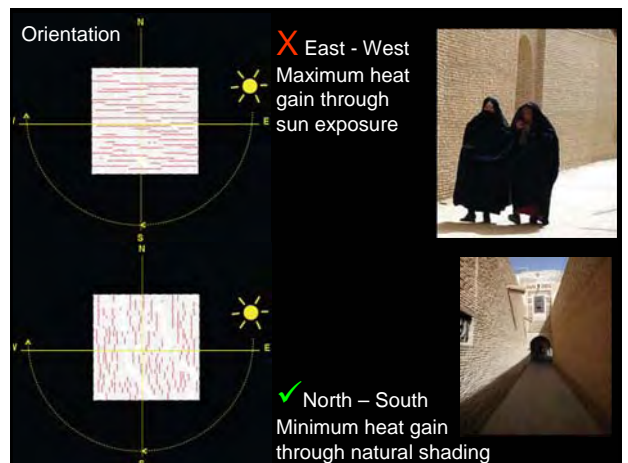 Orientation
N
E
S
X East - West
Maximum heat
gain through
sun exposure
N
W
E
✓North – South
Minimum heat gain
through natural shading